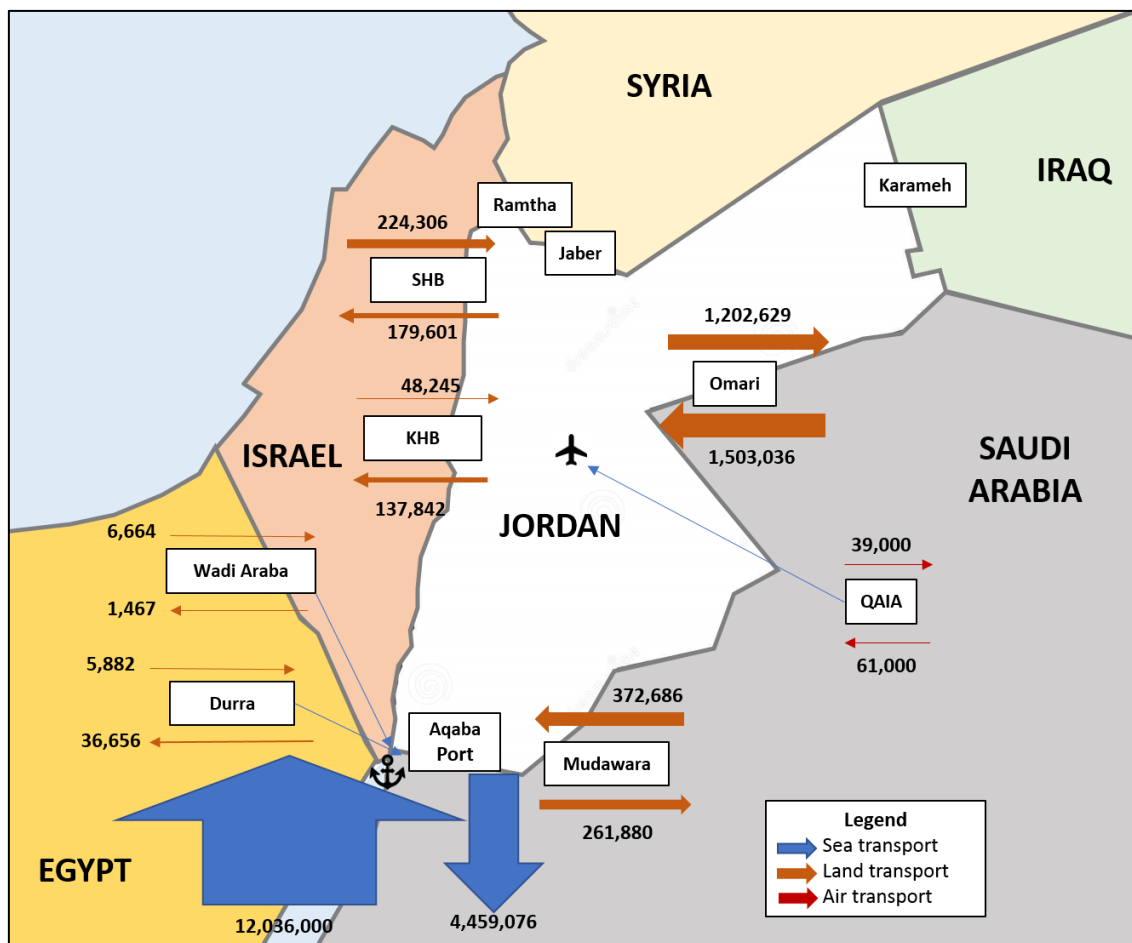 SYRIA
IRAQ
Karameh
Ramtha
Jaber
224,306
SHB
179,601
1,202,629
Omari
1,503,036
48,245
KHB
137,842
ISRAEL
SAUDI
ARABIA
JORDAN
6,664
Wadi Araba
1,467
39,000
QAIA
61,000
5,882
Durra
36,656
372,686
Aqaba
Port
Mudawara
261,880
EGYPT
12,036,000
4,459,076
Legend
Sea transport
Land transport
Air transport